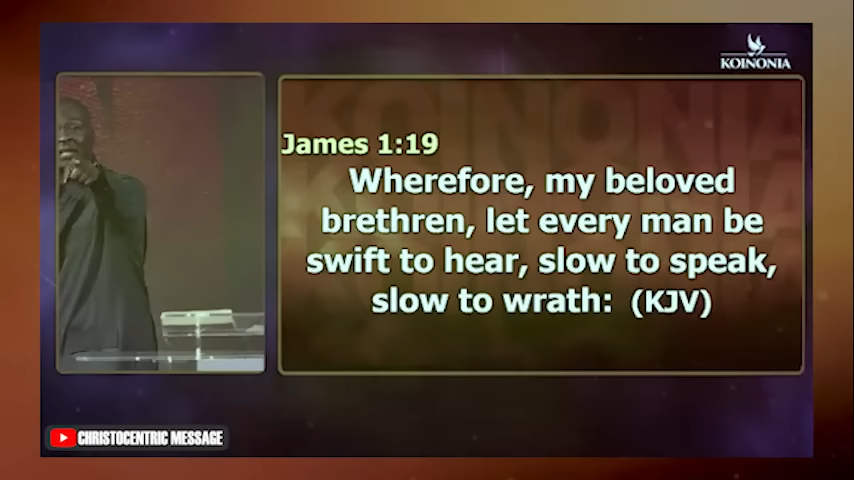 KOINONIA
James 1:19
Wherefore, my beloved
brethren, let every man be
swift to hear, slow to speak,
slow to wrath: (KJV)
CHRISTOCENTRIC MESSAGE